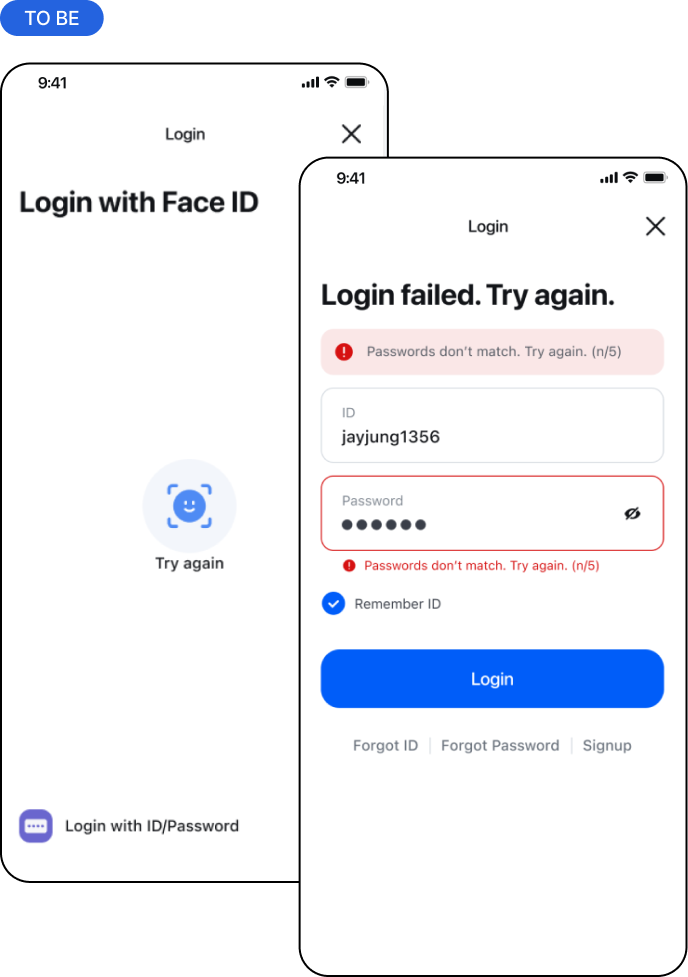 TO BE
9:41
Login
Login with Face ID
Try again
Login with ID/Password
9:41
Login
Login failed. Try again.
Passwords don’t match. Try again. (n/5)
ID
jayjung1356
Password
Passwords don’t match. Try again. (n/5)
Remember ID
Login
Forgot ID | Forgot Password | Signup